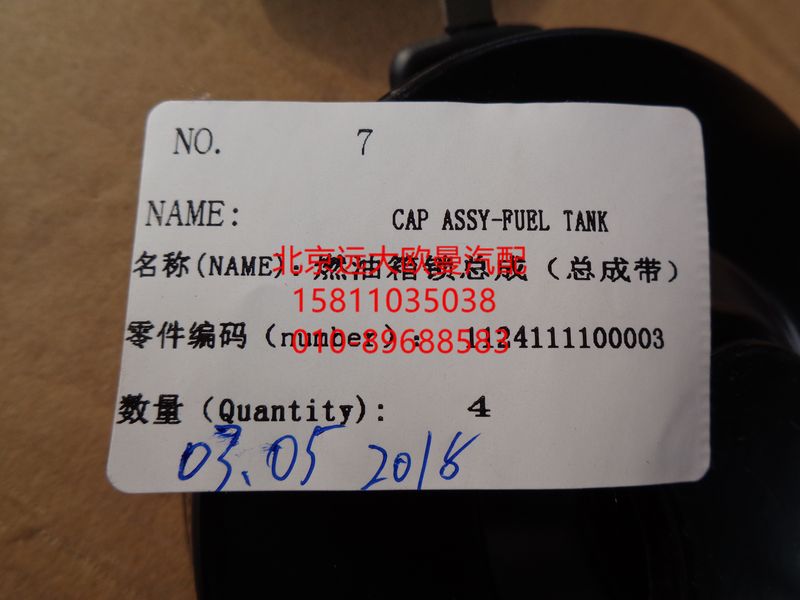 NO. 7
NAME: CAP ASSY-FUEL TANK
名称(NAME): 燃油箱锁总成（总成带）
北京远大欧曼汽配
15811035038
零件编码（number）： 1124111100003
010-89688583
数量（Quantity): 4
03.05 2018